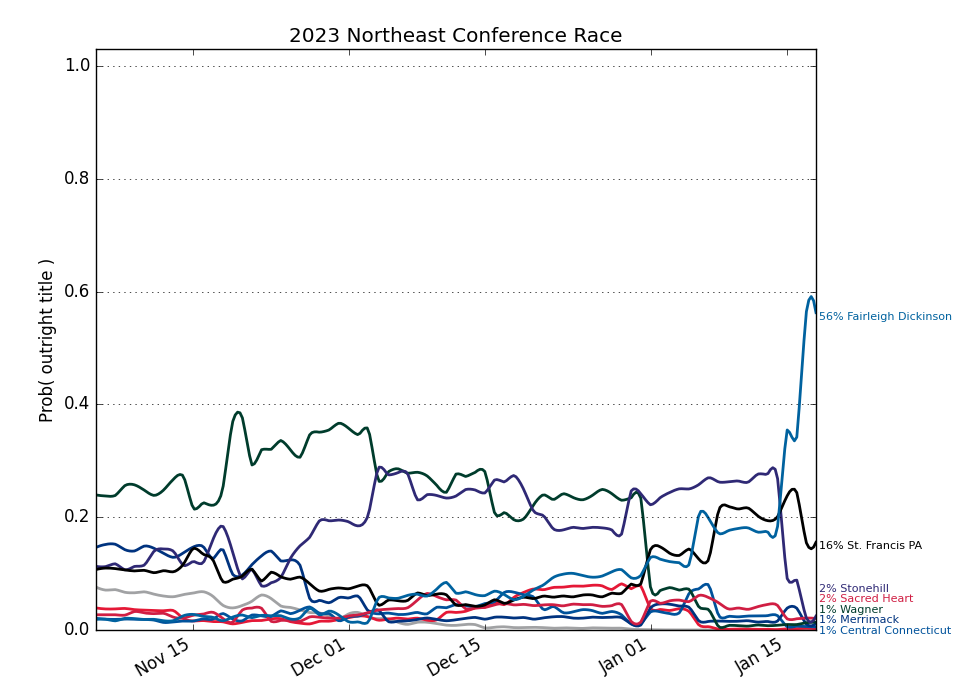 2023 Northeast Conference Race
Prob( outright title )
1.0
0.8
0.6
0.4
0.2
0.0
56% Fairleigh Dickinson
16% St. Francis PA
2% Stonehill
2% Sacred Heart
1% Wagner
1% Merrimack
1% Central Connecticut
Nov 15
Dec 01
Dec 15
Jan 01
Jan 15